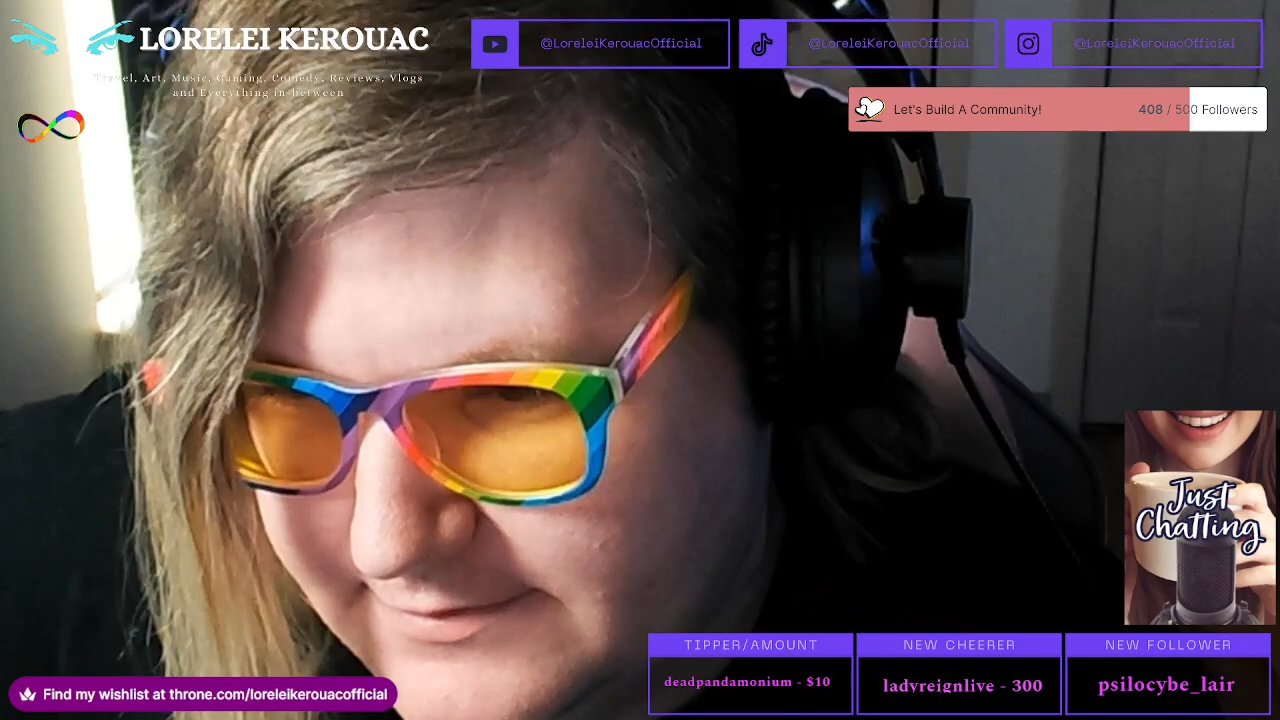 LORELEI KEROUAC
Travel, Art, Music, Gaming, Comedy, Reviews, Vlogs
and Everything in between
@LoreleiKerouacOfficial
@LoreleiKerouacOfficial
@LoreleiKerouacOfficial
Let's Build A Community!
408 / 500 Followers
Just
Chatting
TIPPER/AMOUNT
deadpandamonium - $10
NEW CHEERER
ladyreignlive - 300
NEW FOLLOWER
psilocybe_lair
Find my wishlist at throne.com/loreleikerouacofficial